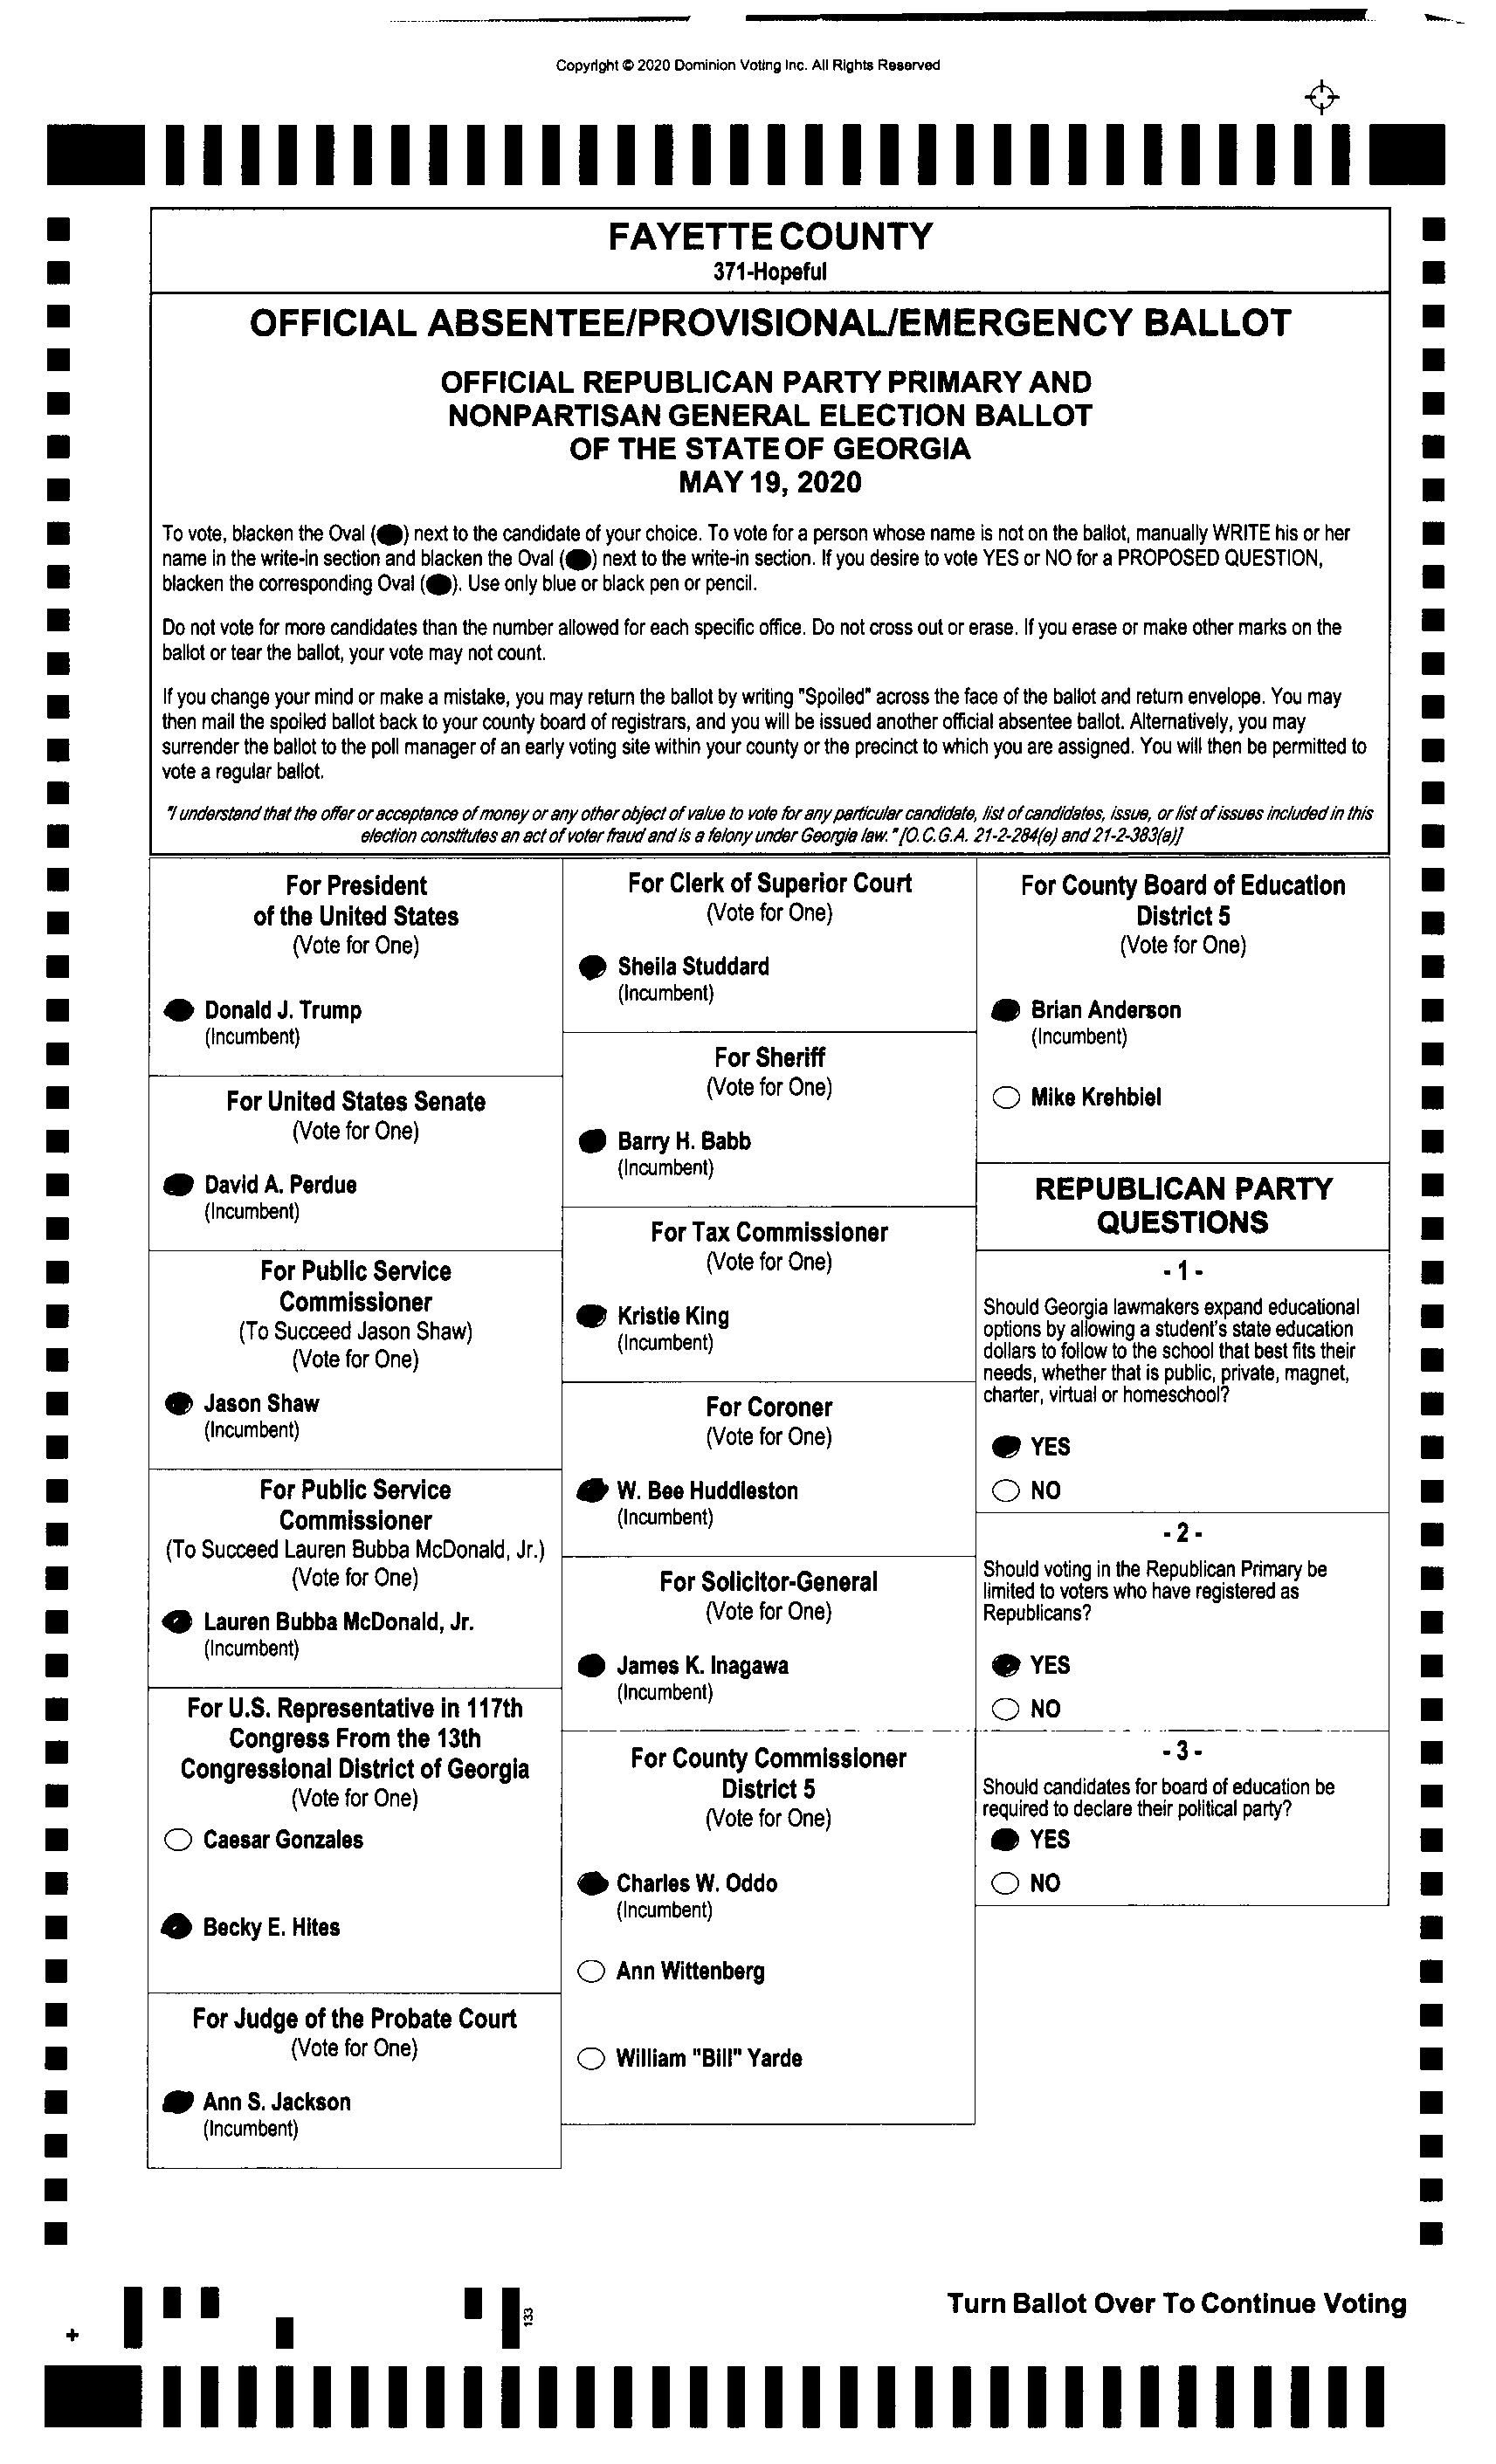 Copyright © 2020 Dominion Voting Inc. All Rights Reserved
FAYETTE COUNTY
371-Hopeful
OFFICIAL ABSENTEE/PROVISIONAL/EMERGENCY BALLOT
OFFICIAL REPUBLICAN PARTY PRIMARY AND
NONPARTISAN GENERAL ELECTION BALLOT
OF THE STATE OF GEORGIA
MAY 19, 2020
To vote, blacken the Oval ( ) next to the candidate of your choice. To vote for a person whose name is not on the ballot, manually WRITE his or her
name in the write-in section and blacken the Oval ( ) next to the write-in section. If you desire to vote YES or NO for a PROPOSED QUESTION,
blacken the corresponding Oval ( ). Use only blue or black pen or pencil.
Do not vote for more candidates than the number allowed for each specific office. Do not cross out or erase. If you erase or make other marks on the
ballot or tear the ballot, your vote may not count.
If you change your mind or make a mistake, you may return the ballot by writing "Spoiled" across the face of the ballot and return envelope. You may
then mail the spoiled ballot back to your county board of registrars, and you will be issued another official absentee ballot. Alternatively, you may
surrender the ballot to the poll manager of an early voting site within your county or the precinct to which you are assigned. You will then be permitted to
vote a regular ballot.
"I understand that the offer or acceptance of money or any other object of value to vote for any particular candidate, list of candidates, issue, or list of issues included in this
election constitutes an act of voter fraud and is a felony under Georgia law." [O.C.G.A. 21-2-284(e) and 21-2-383(a)]
For President
of the United States
(Vote for One)
Donald J. Trump
(Incumbent)
For United States Senate
(Vote for One)
David A. Perdue
(Incumbent)
For Public Service
Commissioner
(To Succeed Jason Shaw)
(Vote for One)
Jason Shaw
(Incumbent)
For Public Service
Commissioner
(To Succeed Lauren Bubba McDonald, Jr.)
(Vote for One)
Lauren Bubba McDonald, Jr.
(Incumbent)
For U.S. Representative in 117th
Congress From the 13th
Congressional District of Georgia
(Vote for One)
Caesar Gonzales
Becky E. Hites
For Judge of the Probate Court
(Vote for One)
Ann S. Jackson
(Incumbent)
For Clerk of Superior Court
(Vote for One)
Sheila Studdard
(Incumbent)
For Sheriff
(Vote for One)
Barry H. Babb
(Incumbent)
For Tax Commissioner
(Vote for One)
Kristie King
(Incumbent)
For Coroner
(Vote for One)
W. Bee Huddleston
(Incumbent)
For Solicitor-General
(Vote for One)
James K. Inagawa
(Incumbent)
For County Commissioner
District 5
(Vote for One)
Charles W. Oddo
(Incumbent)
Ann Wittenberg
William "Bill" Yarde
For County Board of Education
District 5
(Vote for One)
Brian Anderson
(Incumbent)
Mike Krehbiel
REPUBLICAN PARTY
QUESTIONS
- 1 -
Should Georgia lawmakers expand educational
options by allowing a student's state education
dollars to follow to the school that best fits their
needs, whether that is public, private, magnet,
charter, virtual or homeschool?
YES
NO
- 2 -
Should voting in the Republican Primary be
limited to voters who have registered as
Republicans?
YES
NO
- 3 -
Should candidates for board of education be
required to declare their political party?
YES
NO
Turn Ballot Over To Continue Voting
133
+